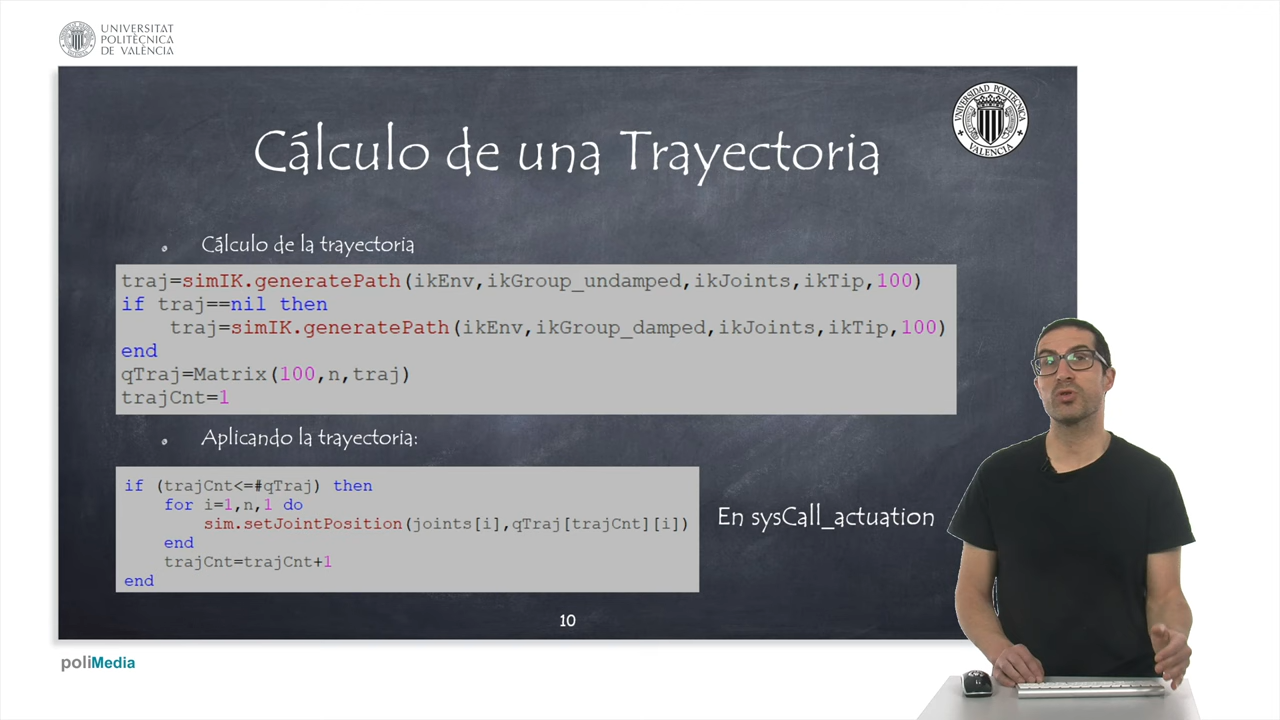 UNIVERSITAT
POLITÈCNICA
DE VALÈNCIA
UNIVERSIDAD POLITECNICA
VALENCIA
Cálculo de una Trayectoria
Cálculo de la trayectoria
traj=simIK.generatePath(ikEnv,ikGroup_undamped,ikJoints,ikTip,100)
if traj==nil then
    traj=simIK.generatePath(ikEnv,ikGroup_damped,ikJoints,ikTip,100)
end
qTraj=Matrix(100,n,traj)
trajCnt=1
Aplicando la trayectoria:
if (trajCnt<=#qTraj) then
    for i=1,n,1 do
        sim.setJointPosition(joints[i],qTraj[trajCnt][i])
    end
    trajCnt=trajCnt+1
end
En sysCall_actuation
10
poliMedia